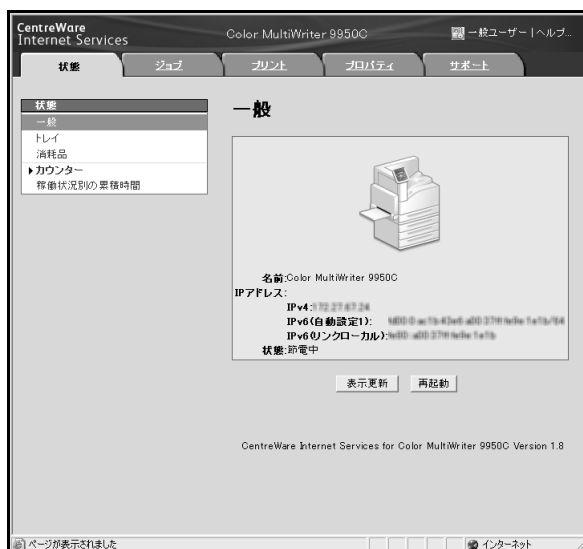 CentreWare
Internet Services
Color MultiWriter 9950C
一般ユーザー | ヘルプ...
状態
ジョブ
プリント
プロパティ
サポート
状態
一般
トレイ
消耗品
カウンター
稼働状況別の累積時間
一般
名前:Color MultiWriter 9950C
IPアドレス:
IPv4:
IPv6(自動設定1):
IPv6(リンクローカル):
状態:節電中
表示更新
再起動
CentreWare Internet Services for Color MultiWriter 9950C Version 1.8
ページが表示されました
インターネット